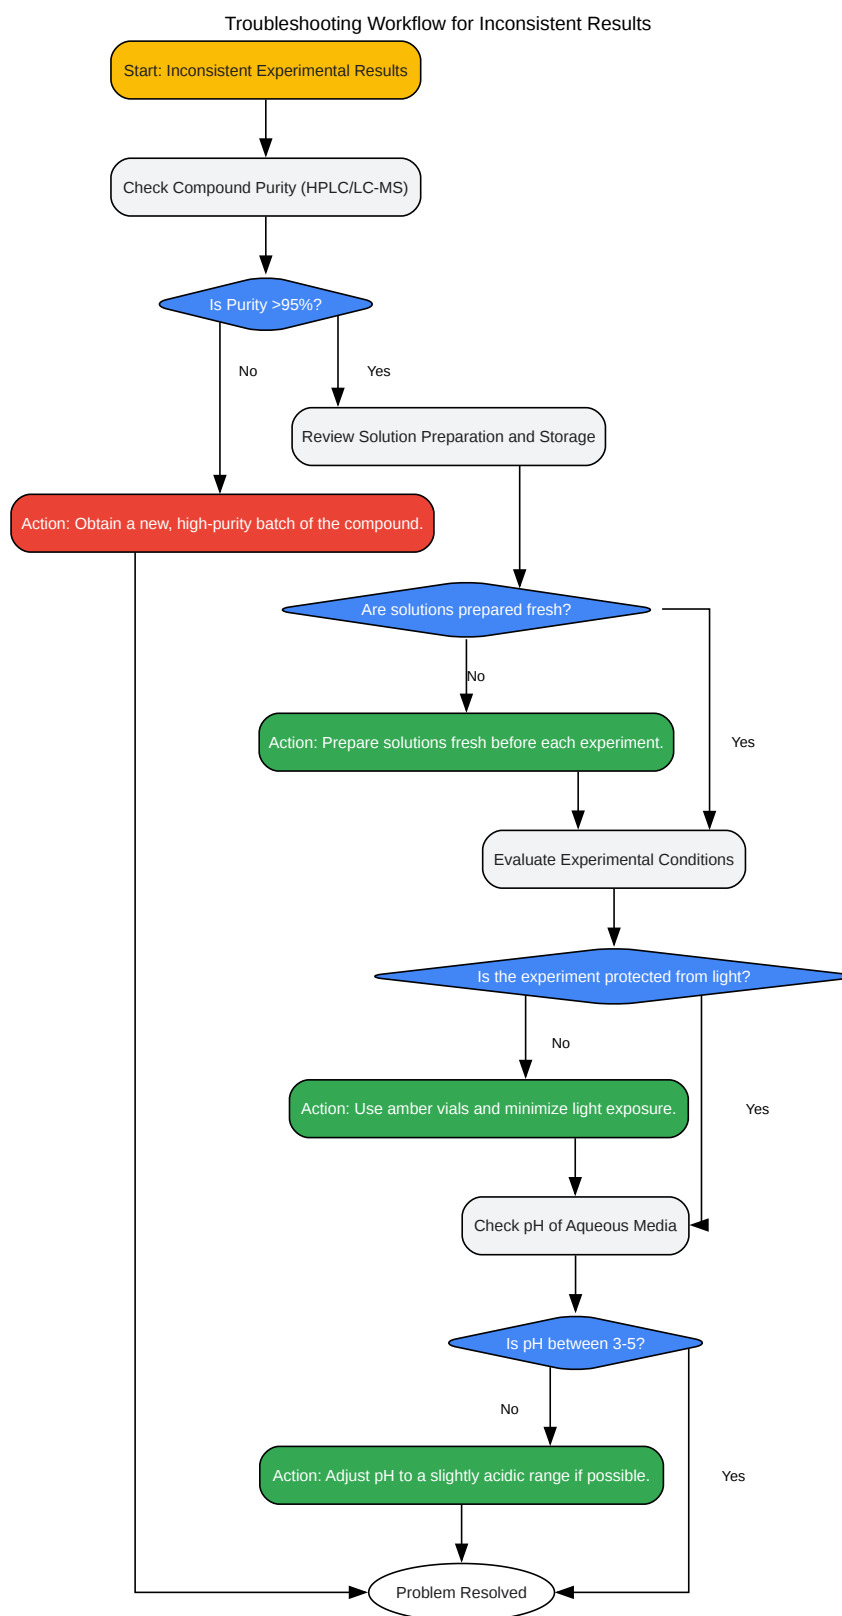 Troubleshooting Workflow for Inconsistent Results
Start: Inconsistent Experimental Results
Check Compound Purity (HPLC/LC-MS)
Is Purity >95%?
No
Yes
Review Solution Preparation and Storage
Action: Obtain a new, high-purity batch of the compound.
Are solutions prepared fresh?
No
Action: Prepare solutions fresh before each experiment.
Yes
Evaluate Experimental Conditions
Is the experiment protected from light?
No
Action: Use amber vials and minimize light exposure.
Yes
Check pH of Aqueous Media
Is pH between 3-5?
No
Action: Adjust pH to a slightly acidic range if possible.
Yes
Problem Resolved